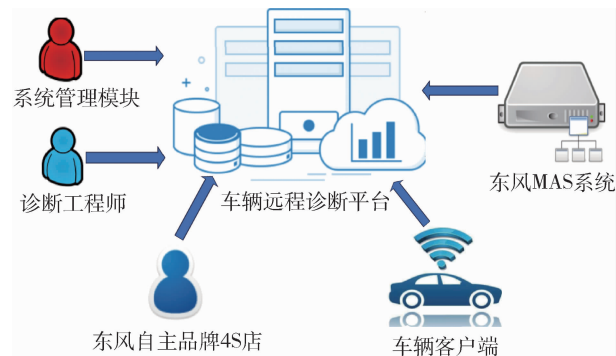 系统管理模块
诊断工程师
车辆远程诊断平台
东风MAS系统
东风自主品牌4S店
车辆客户端